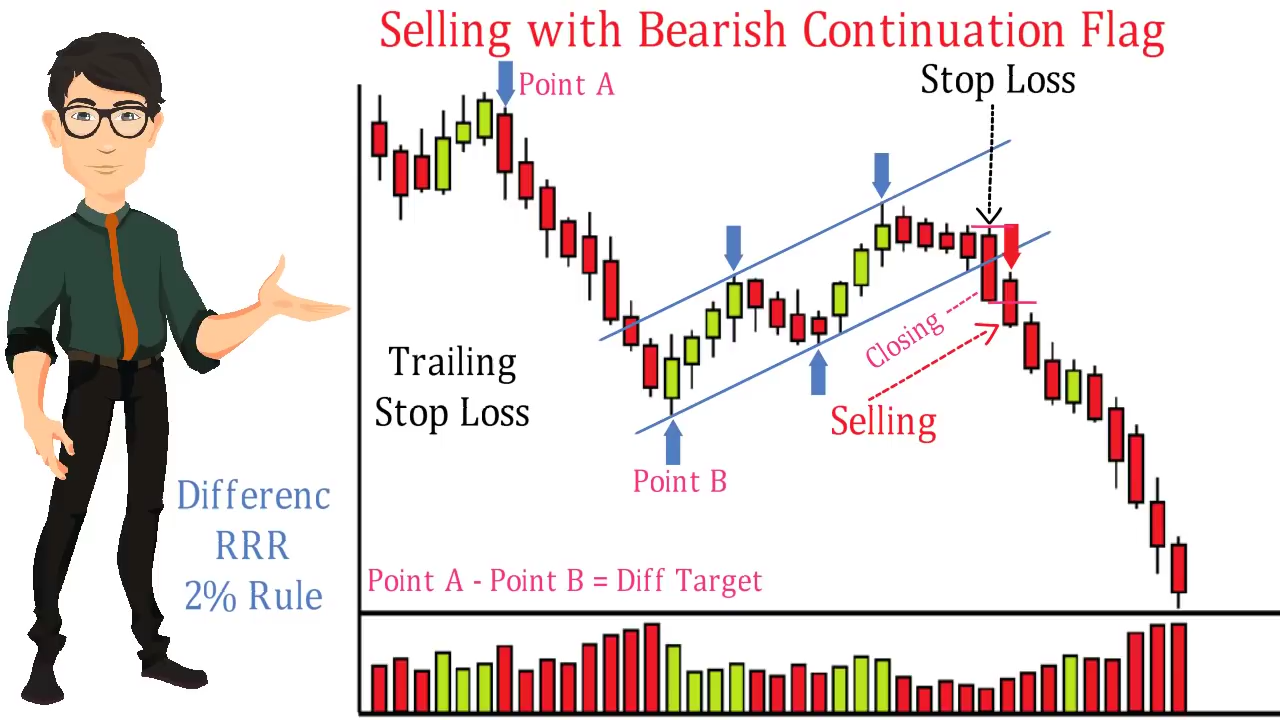 Selling with Bearish Continuation Flag
Point A
Stop Loss
Closing
Trailing
Stop Loss
Selling
Point B
Differenc
RRR
2% Rule
Point A - Point B = Diff Target